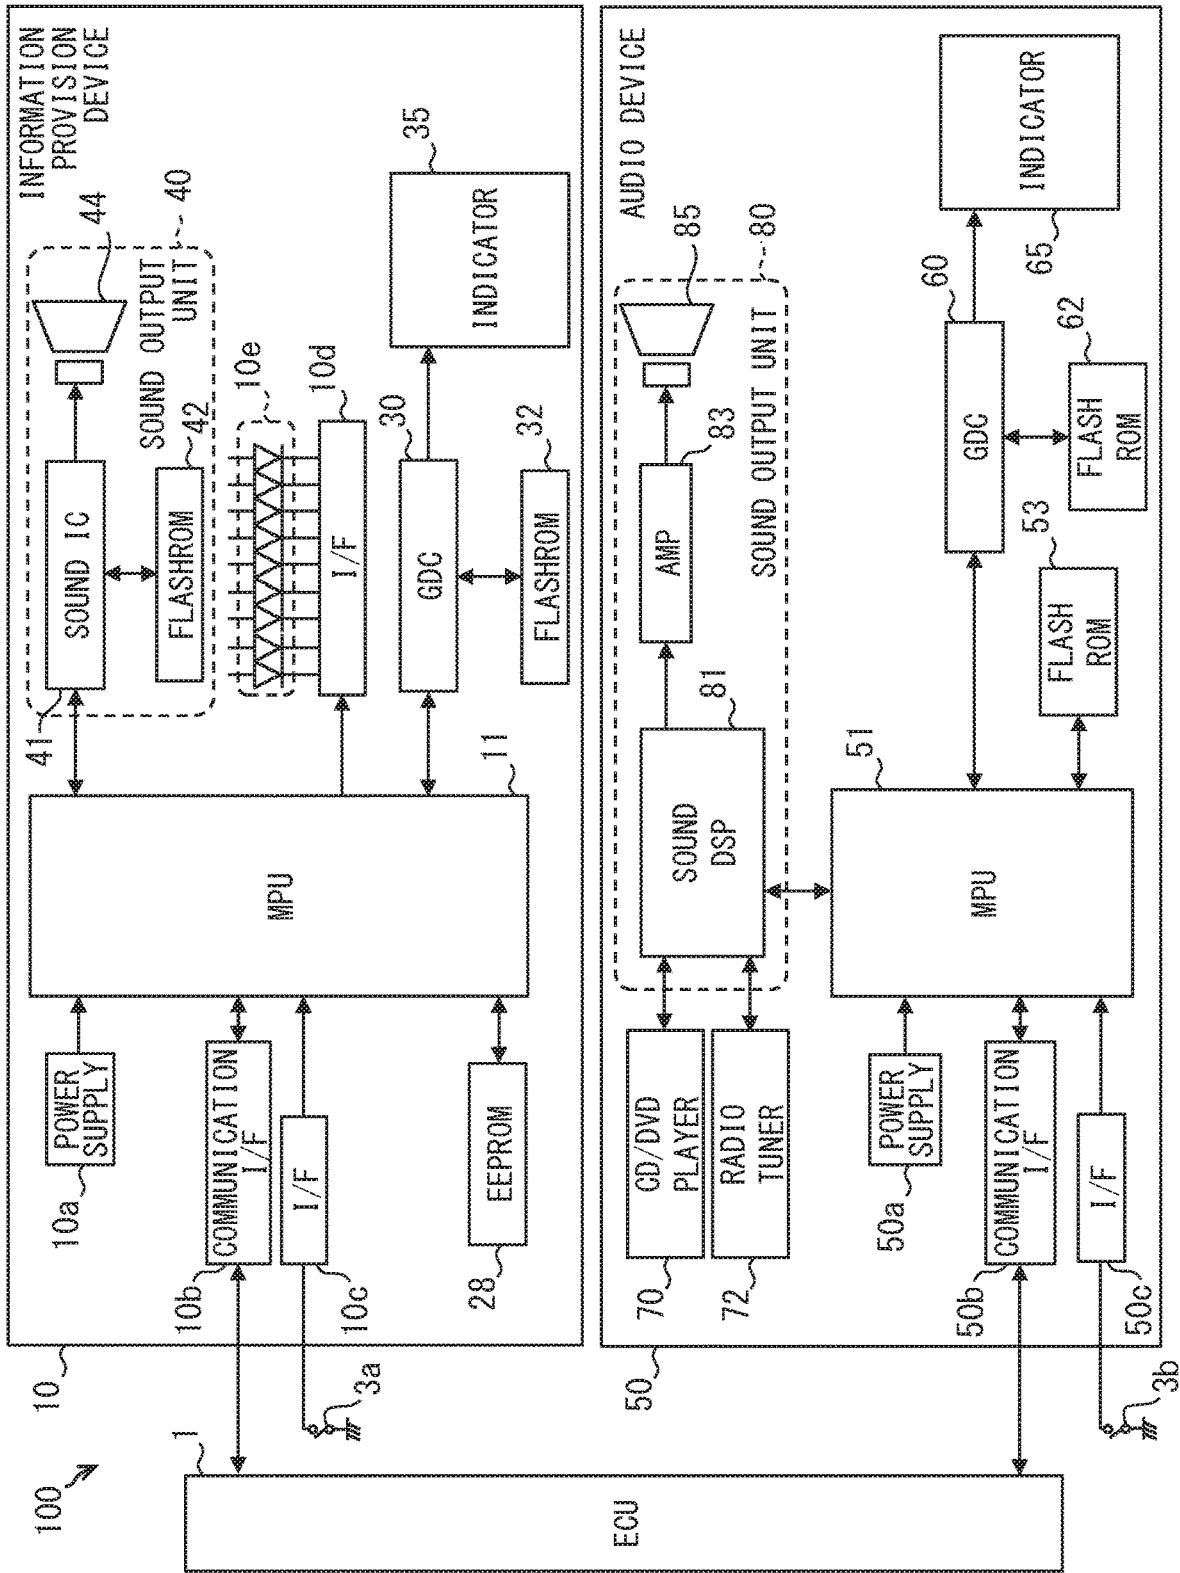 100
1
ECU
10
3a
INFORMATION
PROVISION
DEVICE
10a
POWER
SUPPLY
10b
COMMUNICATION
I/F
10c
I/F
28
EEPROM
MPU
11
41
SOUND IC
44
40
SOUND OUTPUT
UNIT
42
FLASHROM
10e
10d
I/F
30
GDC
32
FLASHROM
35
INDICATOR
50
3b
AUDIO DEVICE
70
CD/DVD
PLAYER
72
RADIO
TUNER
SOUND
DSP
81
AMP
83
85
80
SOUND OUTPUT UNIT
50a
POWER
SUPPLY
50b
COMMUNICATION
I/F
50c
I/F
MPU
51
53
FLASH
ROM
60
GDC
62
FLASH
ROM
65
INDICATOR